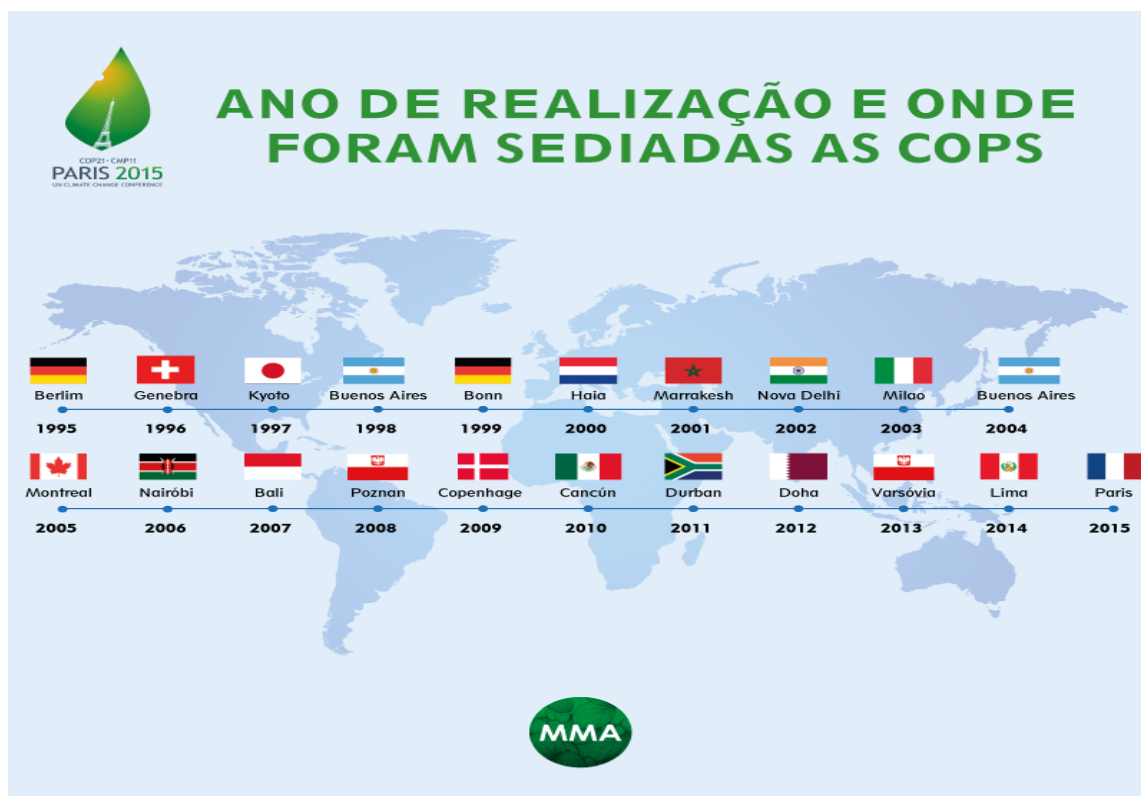 COP21 · CMP11
PARIS 2015
UN CLIMATE CHANGE CONFERENCE
ANO DE REALIZAÇÃO E ONDE
FORAM SEDIADAS AS COPS
Berlim Genebra Kyoto Buenos Aires Bonn Haia Marrakesh Nova Delhi Milao Buenos Aires
1995 1996 1997 1998 1999 2000 2001 2002 2003 2004
Montreal Nairóbi Bali Poznan Copenhage Cancún Durban Doha Varsóvia Lima Paris
2005 2006 2007 2008 2009 2010 2011 2012 2013 2014 2015
MMA